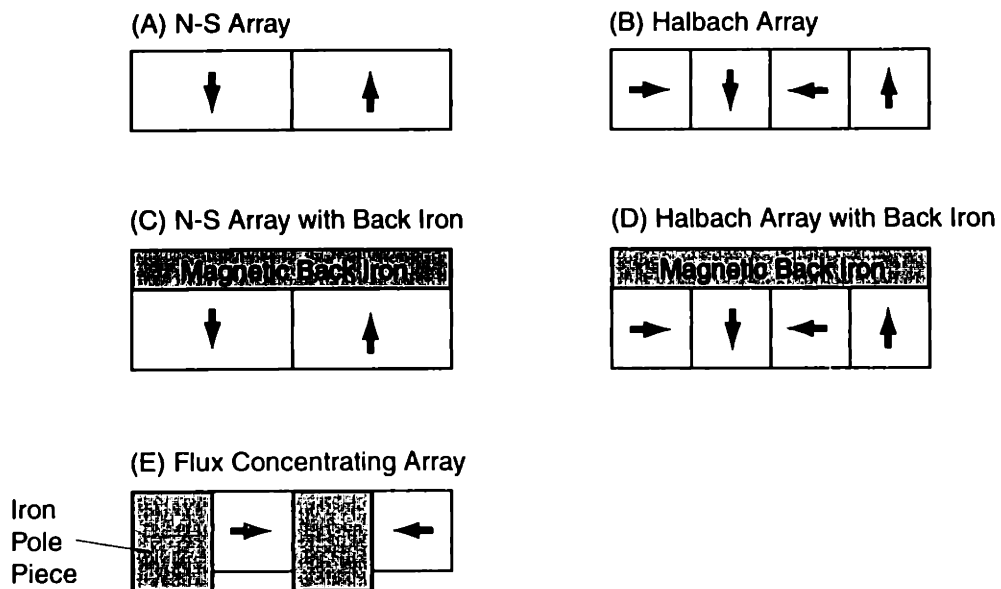 (A) N-S Array
(B) Halbach Array
(C) N-S Array with Back Iron
(D) Halbach Array with Back Iron
Magnetic Back Iron
Magnetic Back Iron
(E) Flux Concentrating Array
Iron
Pole
Piece